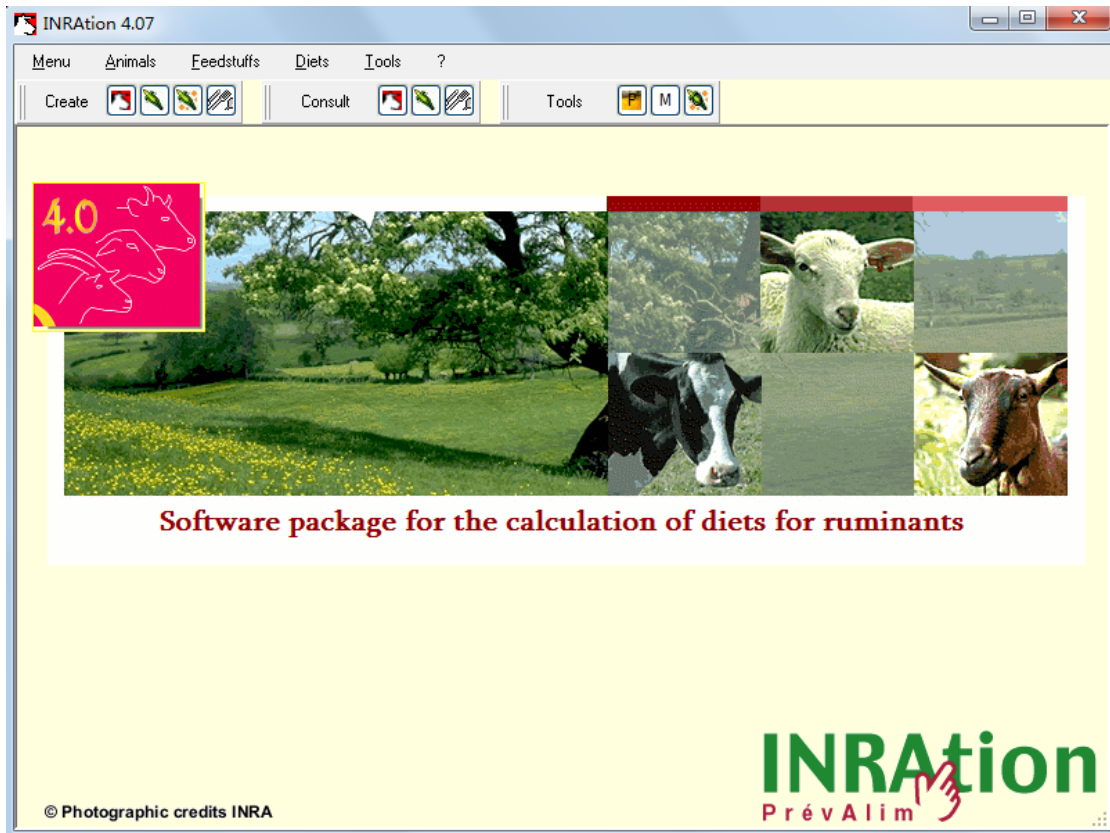 INRAtion 4.07
Menu Animals Feedstuffs Diets Tools ?
Create Consult Tools P M
4.0
Software package for the calculation of diets for ruminants
INRAtion
PrévAlim
© Photographic credits INRA